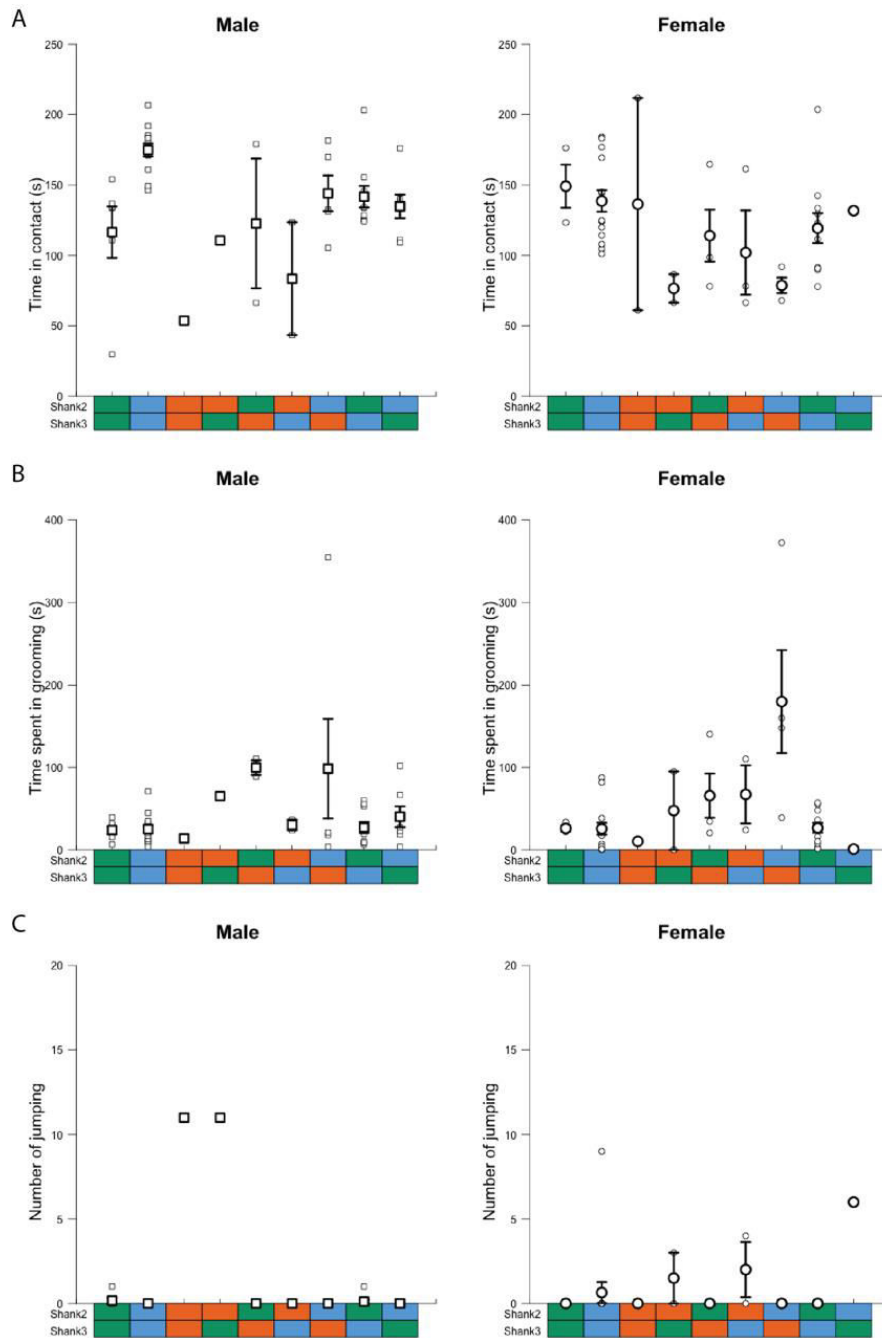 A
Male
Female
250
200
150
100
50
0
Time in contact (s)
Shank2
Shank3
250
200
150
100
50
0
Time in contact (s)
Shank2
Shank3
B
Male
Female
400
300
200
100
0
Time spent in grooming (s)
Shank2
Shank3
400
300
200
100
0
Time spent in grooming (s)
Shank2
Shank3
C
Male
Female
20
15
10
5
0
Number of jumping
Shank2
Shank3
20
15
10
5
0
Number of jumping
Shank2
Shank3